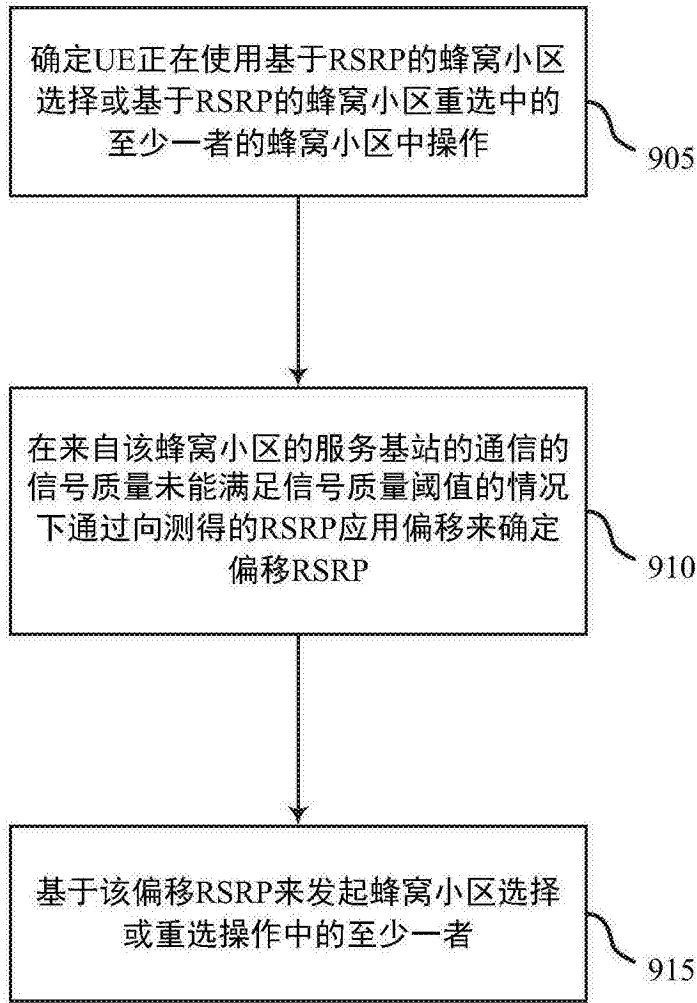 确定UE正在使用基于RSRP的蜂窝小区
选择或基于RSRP的蜂窝小区重选中的
至少一者的蜂窝小区中操作
905
在来自该蜂窝小区的服务基站的通信的
信号质量未能满足信号质量阈值的情况
下通过向测得的RSRP应用偏移来确定
偏移RSRP
910
基于该偏移RSRP来发起蜂窝小区选择
或重选操作中的至少一者
915